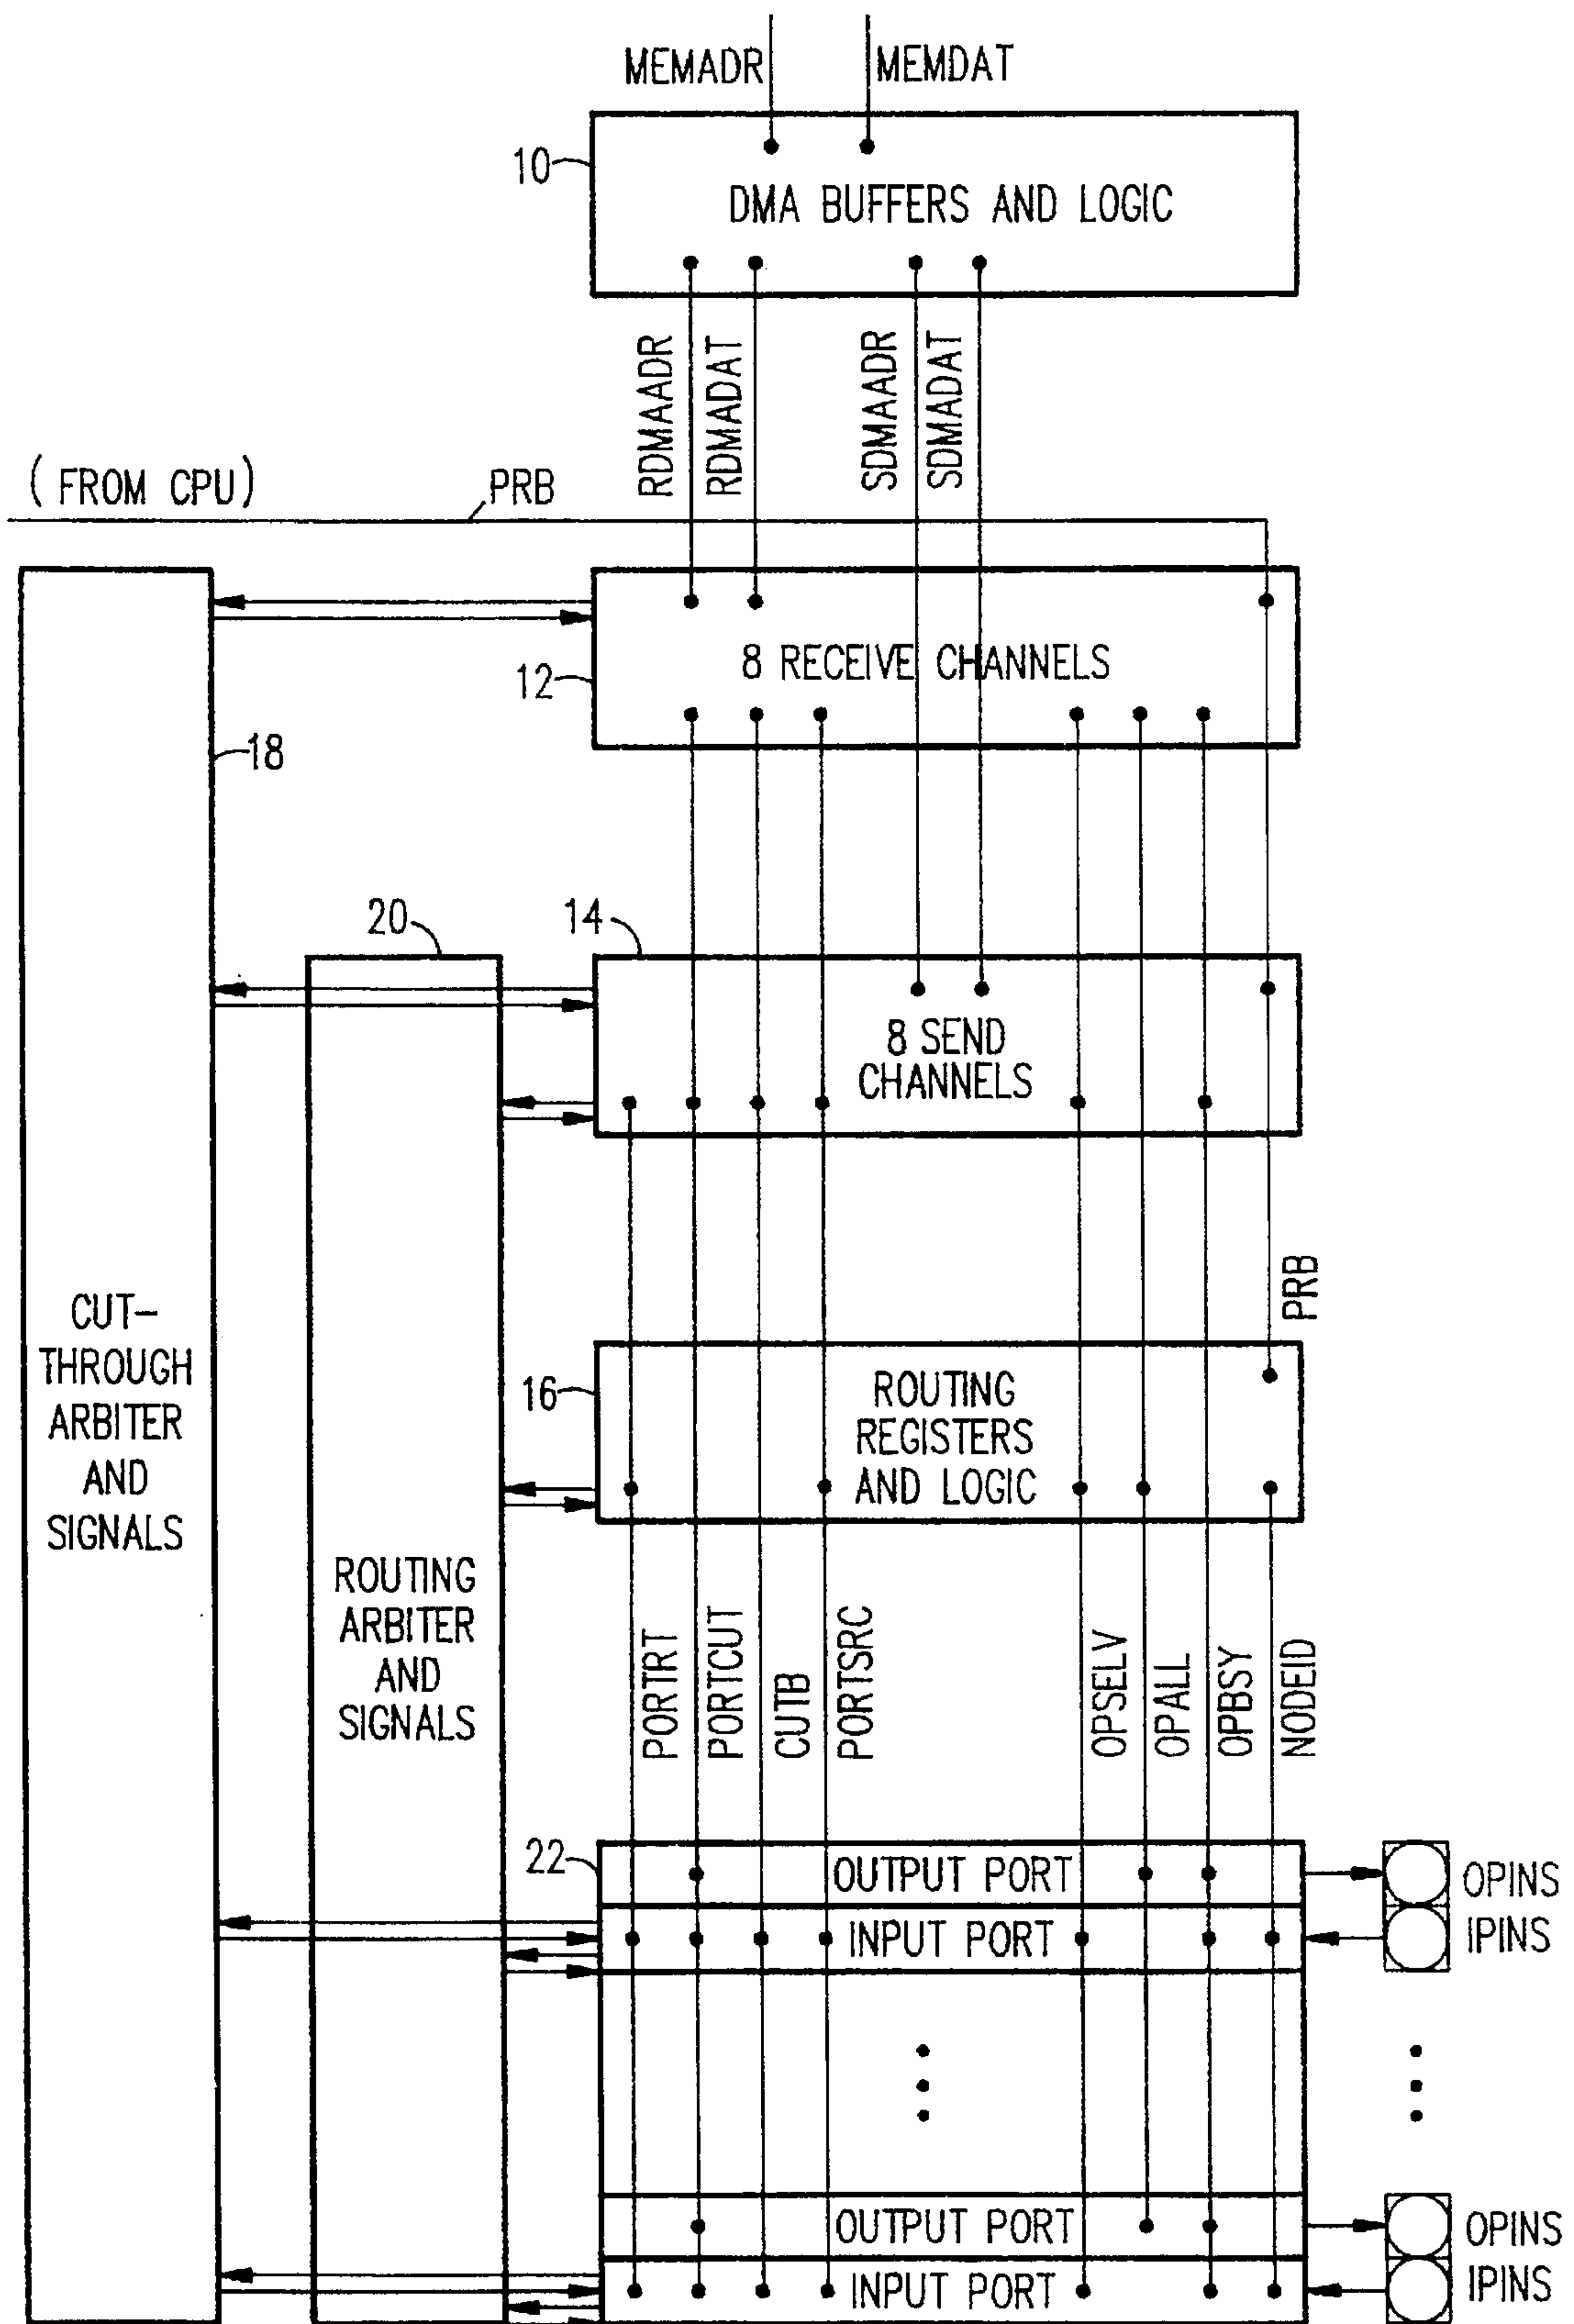 MEMADR
MEMDAT
10
DMA BUFFERS AND LOGIC
RDMAADR
RDMADAT
SDMAADR
SDMADAT
(FROM CPU)
PRB
8 RECEIVE CHANNELS
12
18
20
14
8 SEND
CHANNELS
PRB
CUT-
THROUGH
ARBITER
AND
SIGNALS
16
ROUTING
REGISTERS
AND LOGIC
ROUTING
ARBITER
AND
SIGNALS
PORTRT
PORTCUT
CUTB
PORTSRC
OPSELV
OPALL
OPBSY
NODEID
22
OUTPUT PORT
OPINS
INPUT PORT
IPINS
OUTPUT PORT
OPINS
INPUT PORT
IPINS